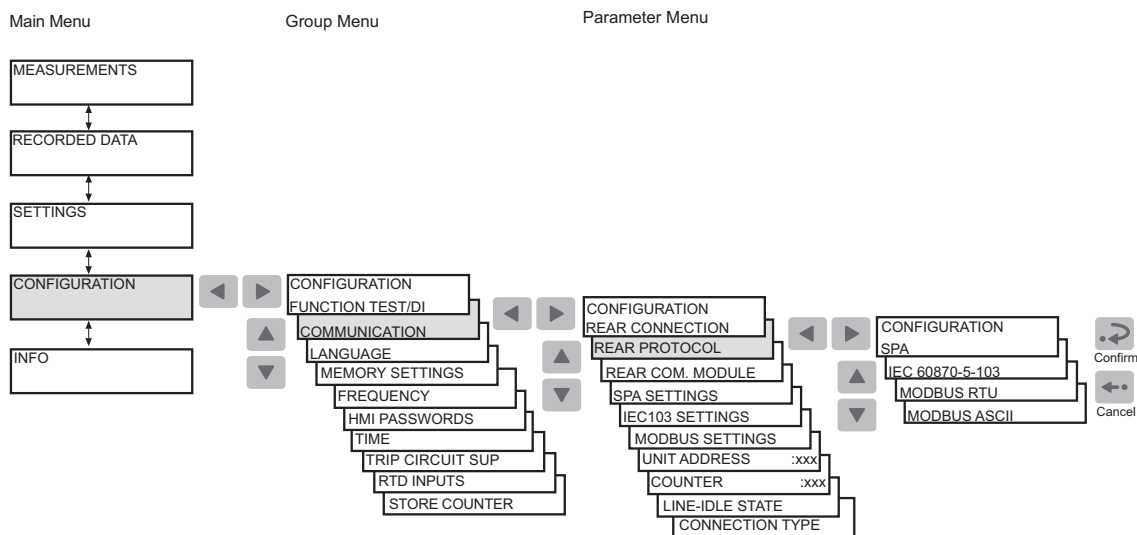 Main Menu
Group Menu
Parameter Menu
MEASUREMENTS
RECORDED DATA
SETTINGS
CONFIGURATION
INFO
CONFIGURATION
FUNCTION TEST/DI
COMMUNICATION
LANGUAGE
MEMORY SETTINGS
FREQUENCY
HMI PASSWORDS
TIME
TRIP CIRCUIT SUP
RTD INPUTS
STORE COUNTER
CONFIGURATION
REAR CONNECTION
REAR PROTOCOL
REAR COM. MODULE
SPA SETTINGS
IEC103 SETTINGS
MODBUS SETTINGS
UNIT ADDRESS :xxx
COUNTER :xxx
LINE-IDLE STATE
CONNECTION TYPE
CONFIGURATION
SPA
IEC 60870-5-103
MODBUS RTU
MODBUS ASCII
Confirm
Cancel